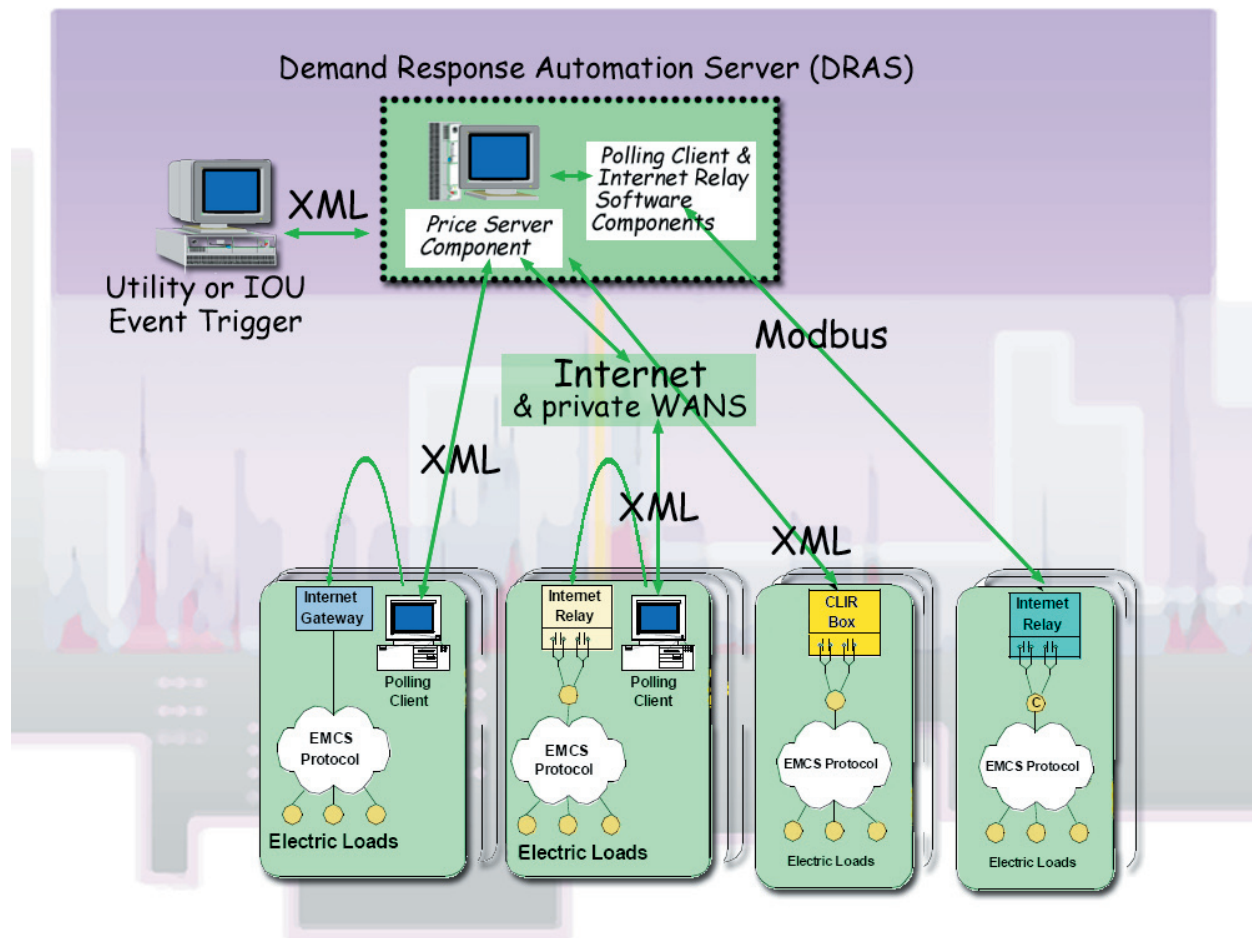 Demand Response Automation Server (DRAS)
Polling Client &
Internet Relay
Software
Components
XML
Price Server
Component
Utility or IOU
Event Trigger
Modbus
Internet
& private WANS
XML
XML
XML
Internet
Gateway
Polling
Client
EMCS
Protocol
Electric Loads
Internet
Relay
Polling
Client
EMCS
Protocol
Electric Loads
CLIR
Box
EMCS Protocol
Electric Loads
Internet
Relay
C
EMCS Protocol
Electric Loads